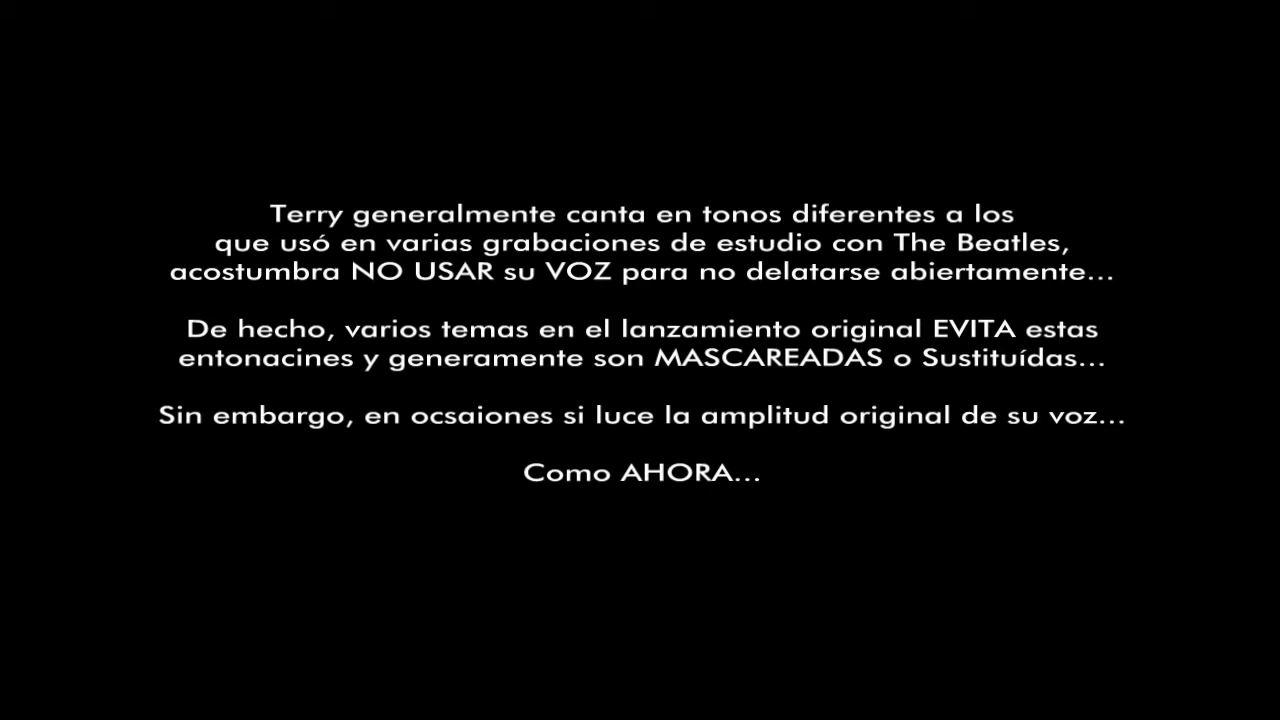 Terry generalmente canta en tonos diferentes a los
que usó en varias grabaciones de estudio con The Beatles,
acostumbra NO USAR su VOZ para no delatarse abiertamente...
De hecho, varios temas en el lanzamiento original EVITA estas
entonacines y generamente son MASCAREADAS o Sustituídas...
Sin embargo, en ocsaiones si luce la amplitud original de su voz...
Como AHORA...